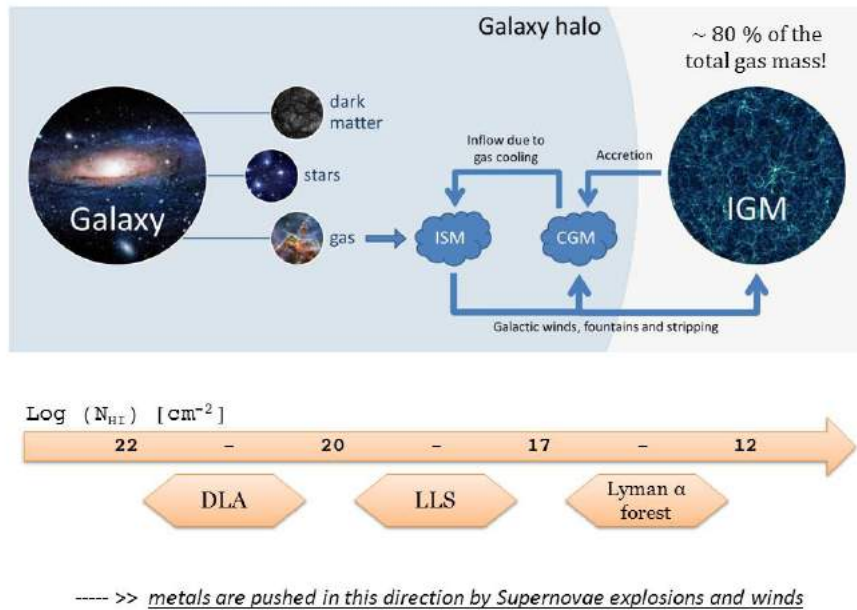 Galaxy halo
~ 80 % of the
total gas mass!
dark
matter
Inflow due to
gas cooling
Accretion
stars
Galaxy
IGM
gas
ISM
CGM
Galactic winds, fountains and stripping
Log (N_HI) [cm⁻²]
22 – 20 – 17 – 12
DLA
LLS
Lyman α
forest
----- >> metals are pushed in this direction by Supernovae explosions and winds